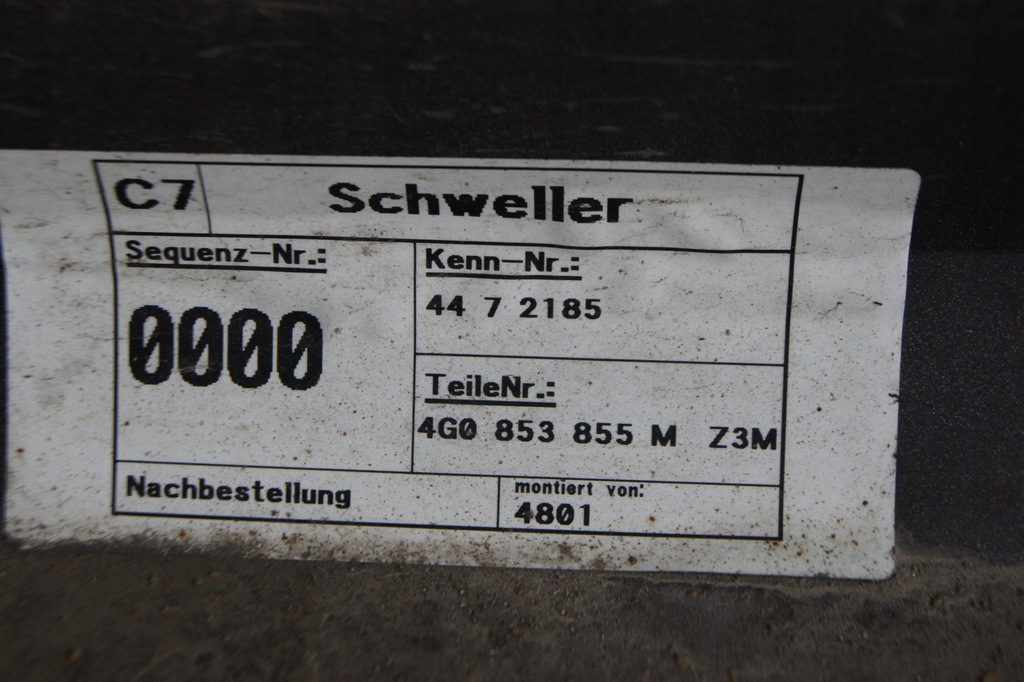 C7 Schweller
Sequenz-Nr.:
0000
Kenn-Nr.:
44 7 2185
TeileNr.:
4G0 853 855 M Z3M
Nachbestellung
montiert von:
4801